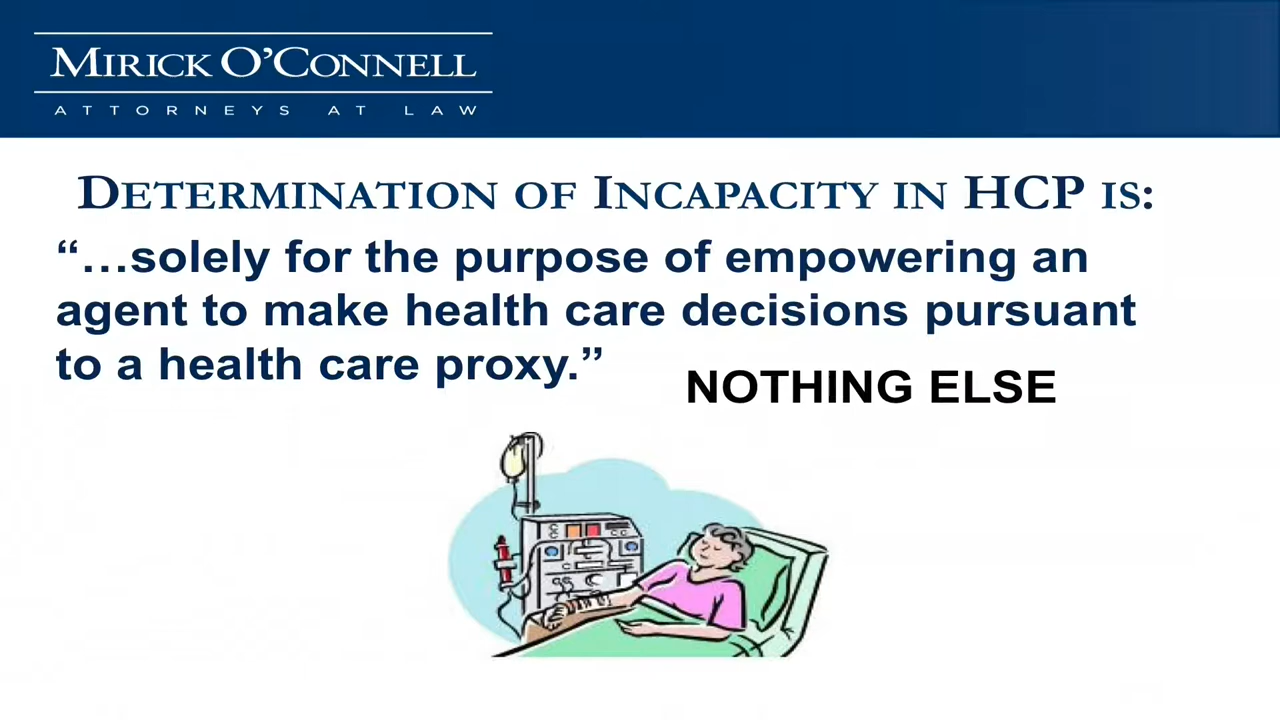 MIRICK O’CONNELL
ATTORNEYS AT LAW
DETERMINATION OF INCAPACITY IN HCP IS:
“…solely for the purpose of empowering an
agent to make health care decisions pursuant
to a health care proxy.”
NOTHING ELSE